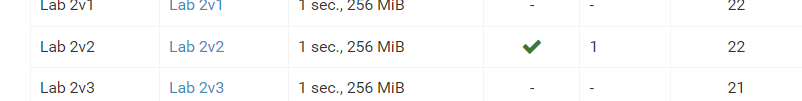 Lab 2v1 Lab 2v1 1 sec., 256 MiB - - 22
Lab 2v2 Lab 2v2 1 sec., 256 MiB 1 22
Lab 2v3 Lab 2v3 1 sec., 256 MiB - - 21